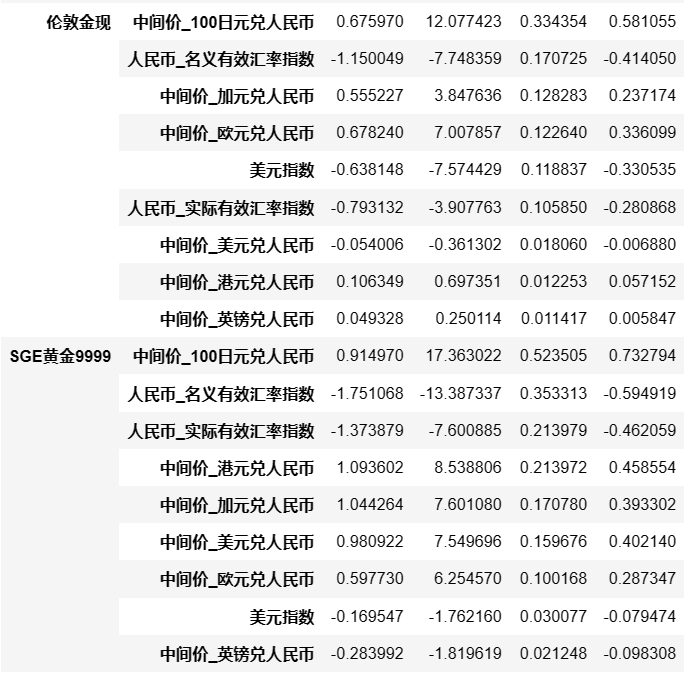 伦敦金现 中间价_100日元兑人民币 0.675970 12.077423 0.334354 0.581055
人民币_名义有效汇率指数 -1.150049 -7.748359 0.170725 -0.414050
中间价_加元兑人民币 0.555227 3.847636 0.128283 0.237174
中间价_欧元兑人民币 0.678240 7.007857 0.122640 0.336099
美元指数 -0.638148 -7.574429 0.118837 -0.330535
人民币_实际有效汇率指数 -0.793132 -3.907763 0.105850 -0.280868
中间价_美元兑人民币 -0.054006 -0.361302 0.018060 -0.006880
中间价_港元兑人民币 0.106349 0.697351 0.012253 0.057152
中间价_英镑兑人民币 0.049328 0.250114 0.011417 0.005847
SGE黄金9999 中间价_100日元兑人民币 0.914970 17.363022 0.523505 0.732794
人民币_名义有效汇率指数 -1.751068 -13.387337 0.353313 -0.594919
人民币_实际有效汇率指数 -1.373879 -7.600885 0.213979 -0.462059
中间价_港元兑人民币 1.093602 8.538806 0.213972 0.458554
中间价_加元兑人民币 1.044264 7.601080 0.170780 0.393302
中间价_美元兑人民币 0.980922 7.549696 0.159676 0.402140
中间价_欧元兑人民币 0.597730 6.254570 0.100168 0.287347
美元指数 -0.169547 -1.762160 0.030077 -0.079474
中间价_英镑兑人民币 -0.283992 -1.819619 0.021248 -0.098308